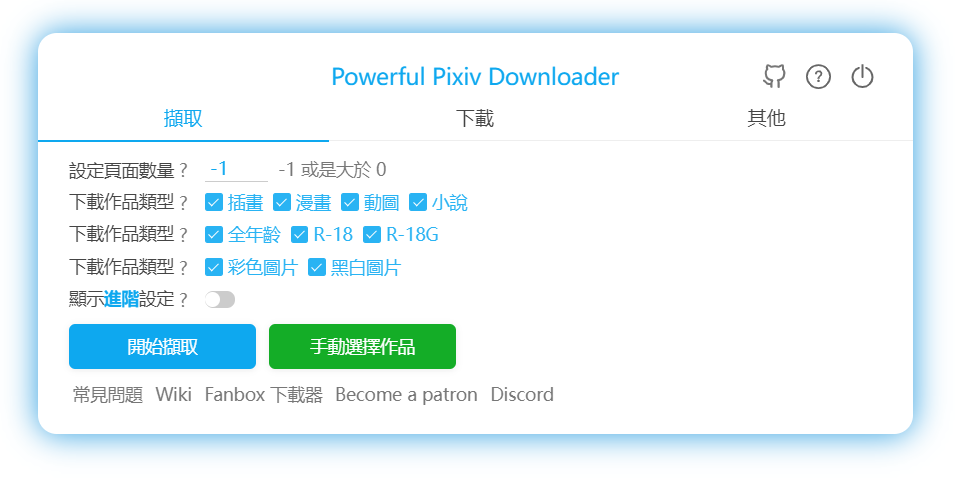 Powerful Pixiv Downloader
擷取 下載 其他
設定頁面數量 ? -1 -1 或是大於 0
下載作品類型 ? 插畫 漫畫 動圖 小說
下載作品類型 ? 全年齡 R-18 R-18G
下載作品類型 ? 彩色圖片 黑白圖片
顯示進階設定 ?
開始擷取 手動選擇作品
常見問題 Wiki Fanbox 下載器 Become a patron Discord